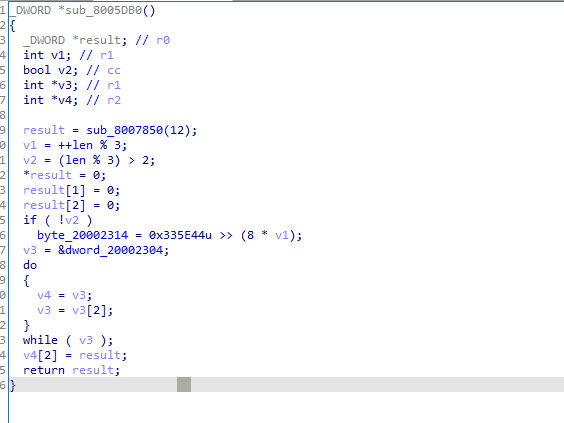 1 _DWORD *sub_8005DB0()
2 {
3 _DWORD *result; // r0
4 int v1; // r1
5 bool v2; // cc
6 int *v3; // r1
7 int *v4; // r2
8
9 result = sub_8007850(12);
0 v1 = ++len % 3;
1 v2 = (len % 3) > 2;
2 *result = 0;
3 result[1] = 0;
4 result[2] = 0;
5 if ( !v2 )
6 byte_20002314 = 0x335E44u >> (8 * v1);
7 v3 = &dword_20002304;
8 do
9 {
0 v4 = v3;
1 v3 = v3[2];
2 }
3 while ( v3 );
4 v4[2] = result;
5 return result;
6 }